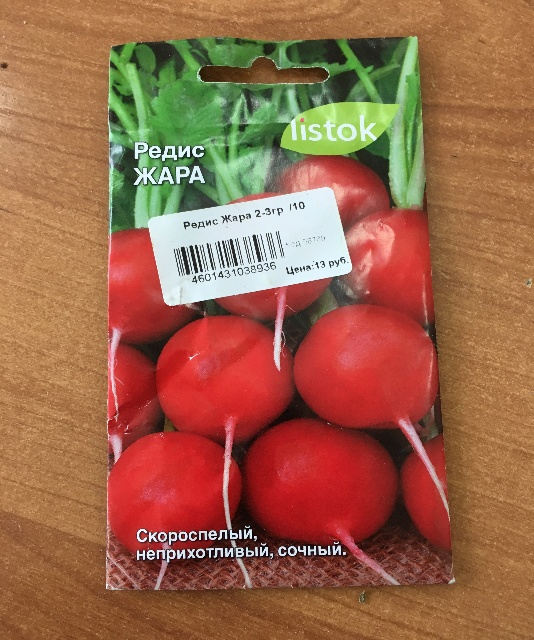 listok
Редис
ЖАРА
Редис Жара 2-3гр /10
4601431038936
Цена:13 руб.
Скороспелый,
неприхотливый, сочный.